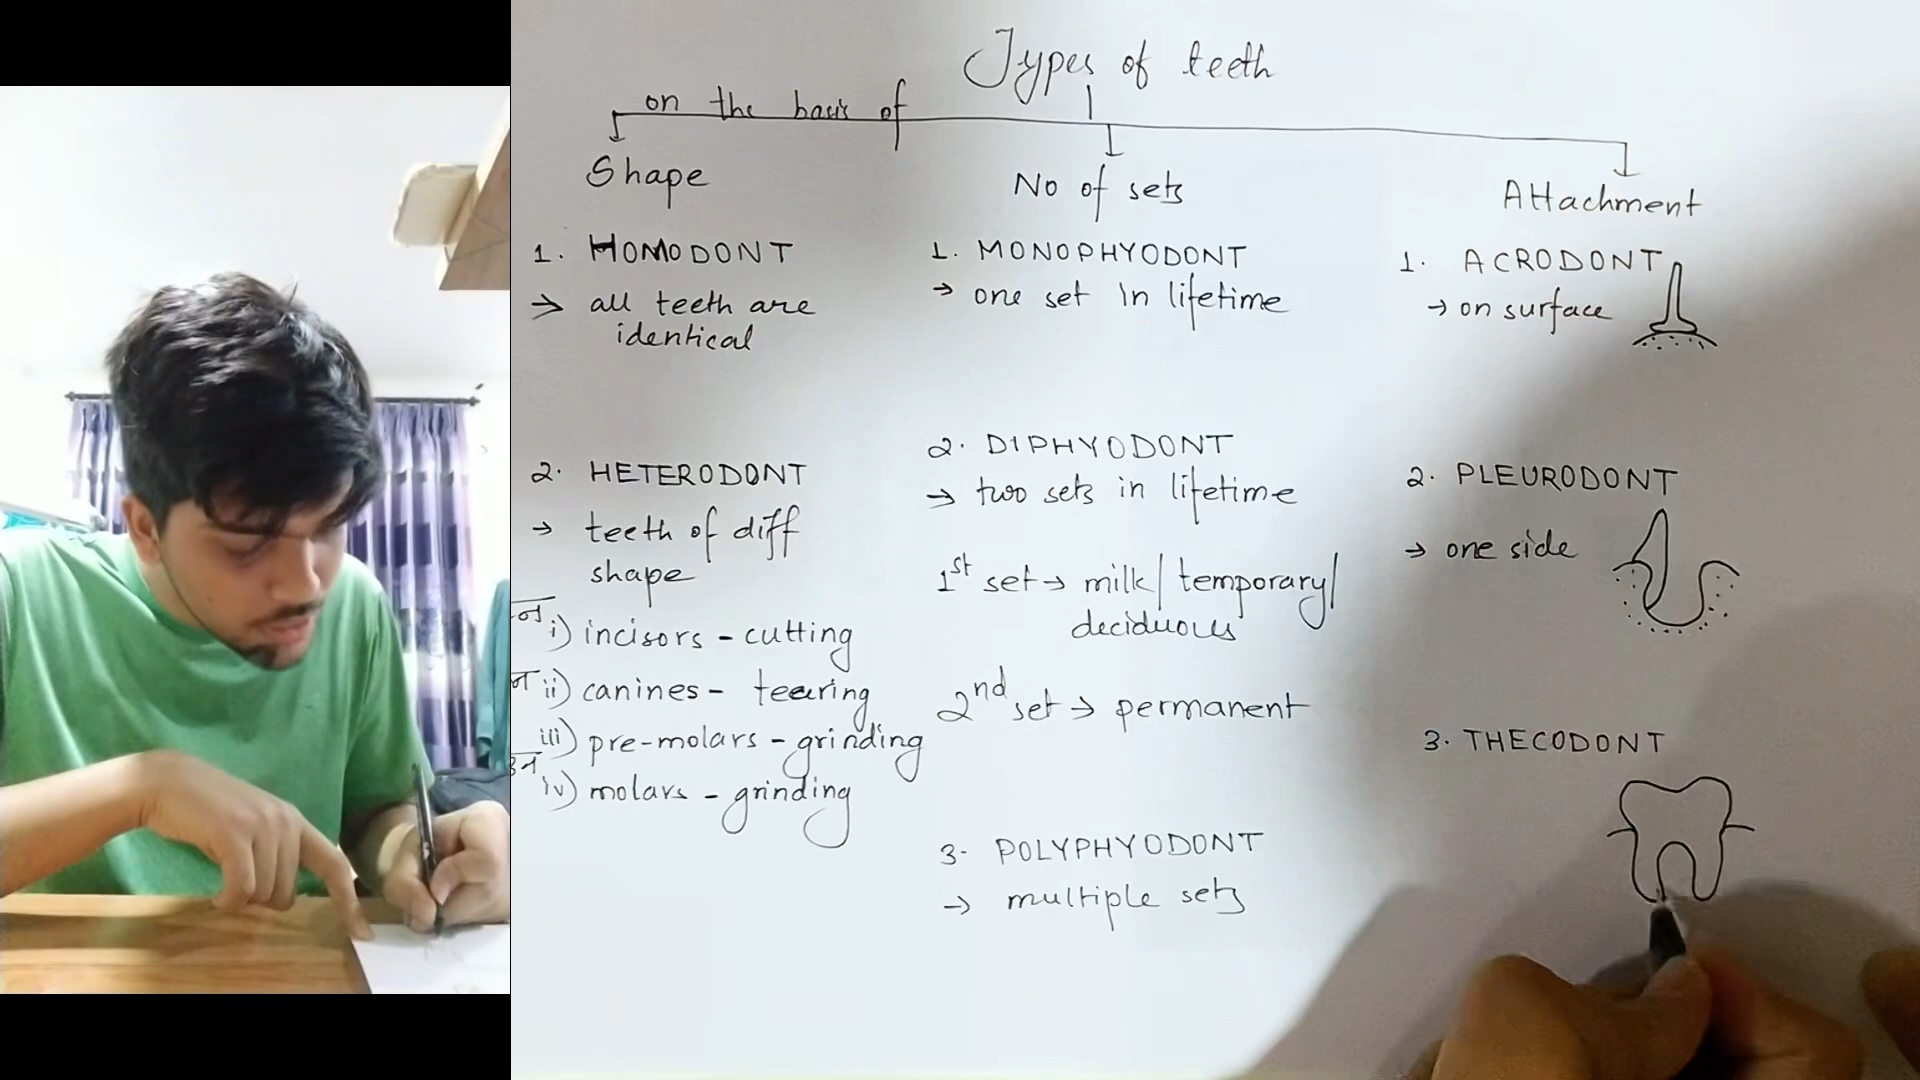 Types of teeth
on the basis of
Shape
1. HOMODONT
→ all teeth are
identical
2. HETERODONT
→ teeth of diff
shape
i) incisors - cutting
ii) canines - tearing
iii) pre-molars - grinding
iv) molars - grinding
No of sets
1. MONOPHYODONT
→ one set in lifetime
2. DIPHYODONT
→ two sets in lifetime
1st set → milk/temporary/
deciduous
2nd set → permanent
3- POLYPHYODONT
→ multiple sets
Attachment
1. ACRODONT
→ on surface
2. PLEURODONT
→ one side
3. THECODONT